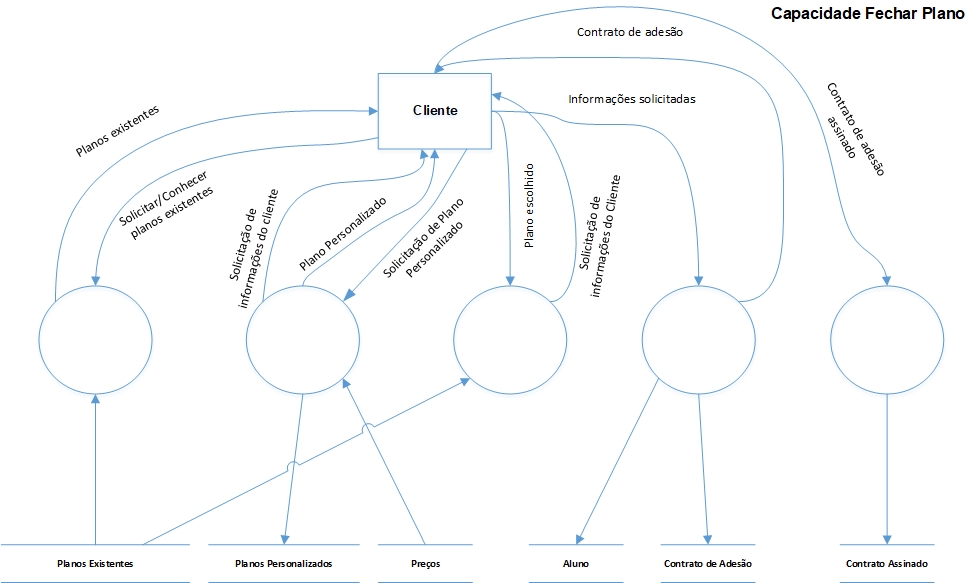 Capacidade Fechar Plano
Contrato de adesão
Cliente
Informações solicitadas
Contrato de adesão
assinado
Planos existentes
Solicitar/Conhecer
planos existentes
Solicitação de
informações do cliente
Plano Personalizado
Solicitação de Plano
Personalizado
Plano escolhido
Solicitação de
informações do Cliente
Planos Existentes
Planos Personalizados
Preços
Aluno
Contrato de Adesão
Contrato Assinado